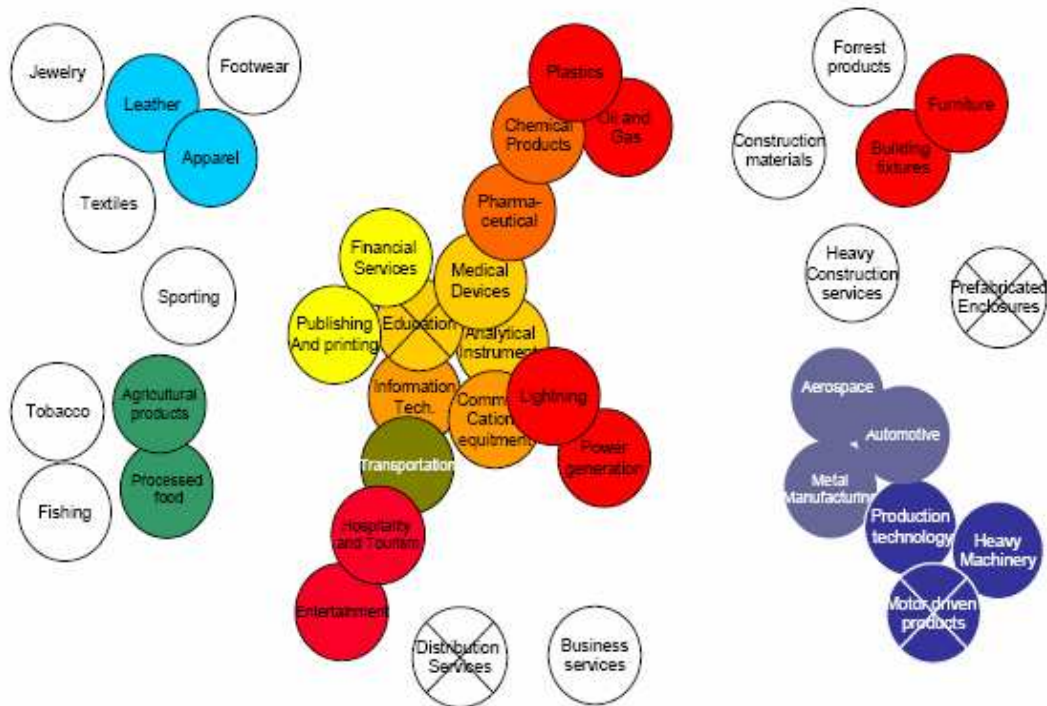 Jewelry
Footwear
Leather
Apparel
Textiles
Sporting
Tobacco
Fishing
Agricultural
products
Processed
food
Plastics
Oil and
Gas
Chemical
Products
Pharma-
ceutical
Financial
Services
Medical
Devices
Publishing
And printing
Education
Analytical
Instrument
Information
Tech.
Lightning
Cation
equitment
Power
generation
Transportation
Hospitality
and Tourism
Entertainment
Distribution
Services
Business
services
Forrest
products
Furniture
Construction
materials
Building
fixtures
Heavy
Construction
services
Prefabricated
Enclosures
Aerospace
Automotive
Metal
Manufacturing
Production
technology
Heavy
Machinery
Motor driven
products